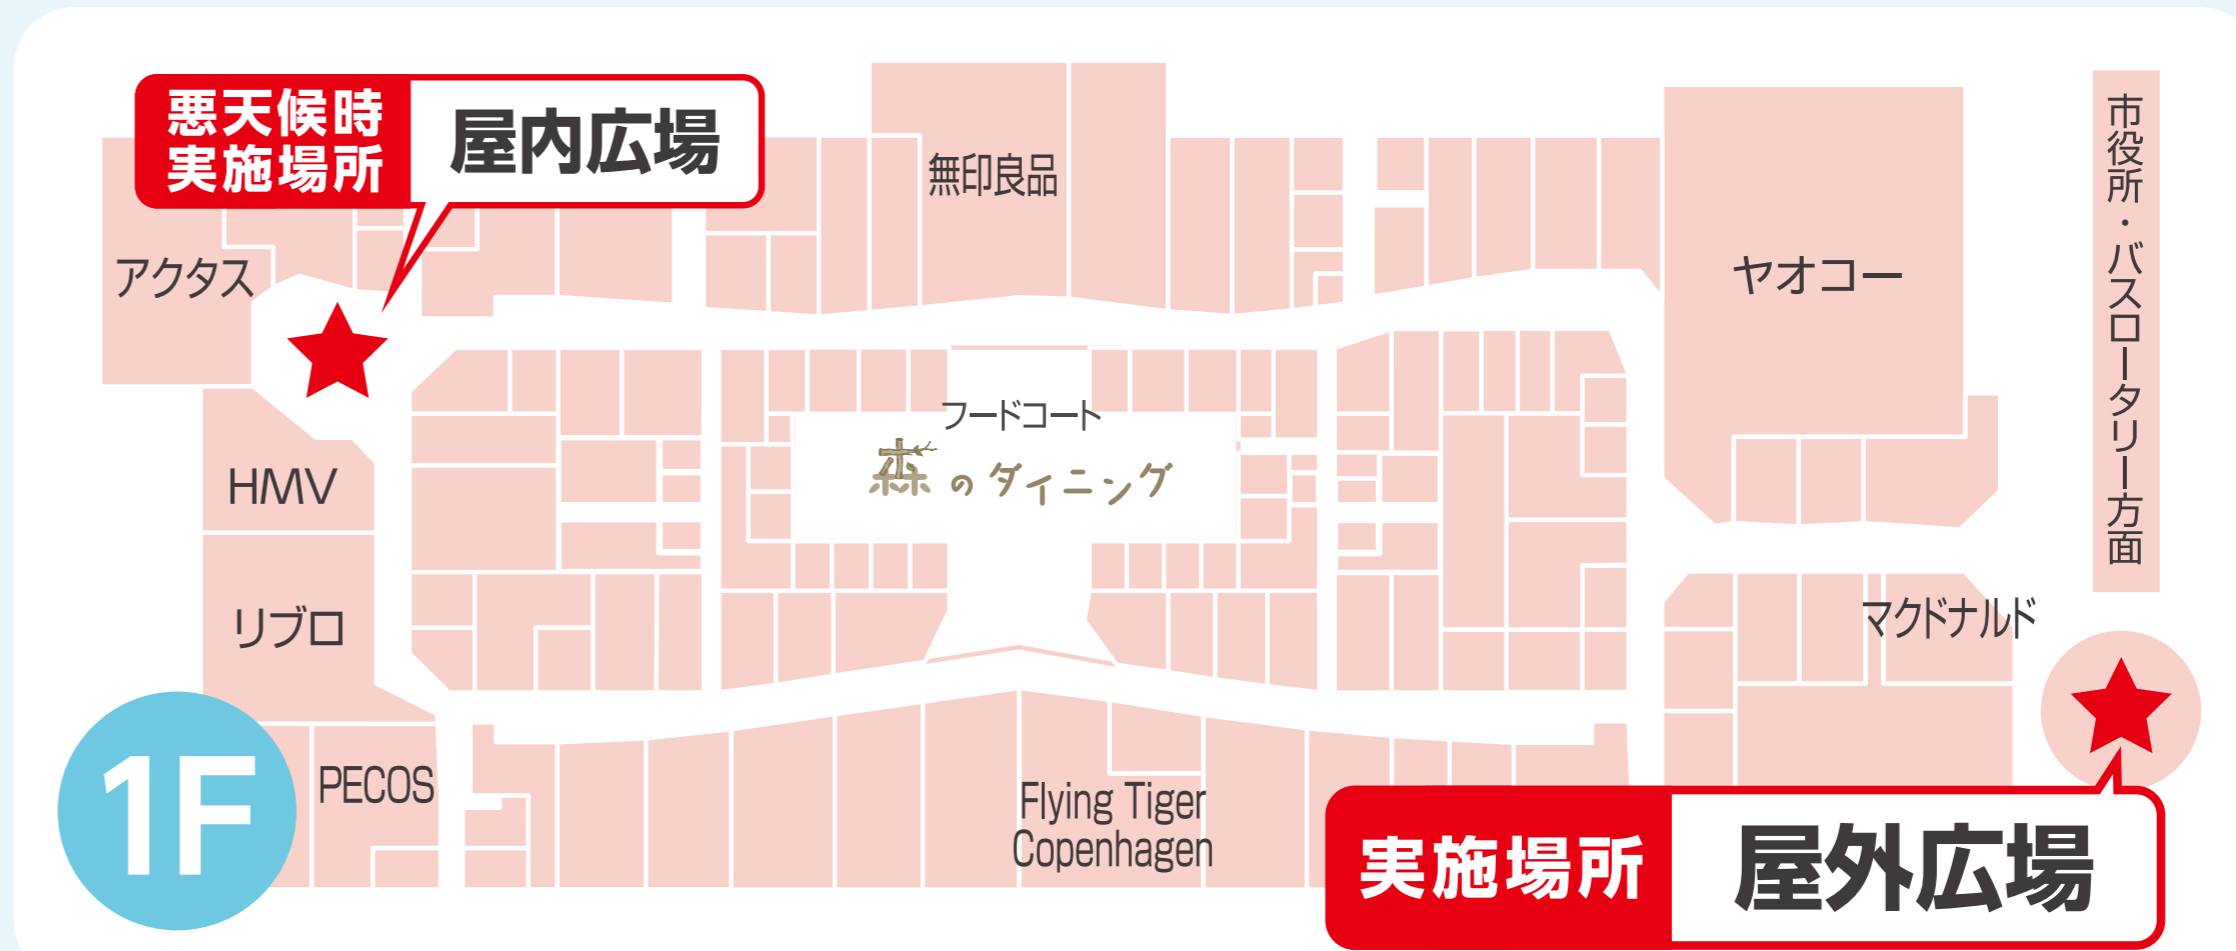 悪天候時
実施場所
屋内広場
無印良品
アクタス
ヤオコー
市役所・バスロータリー方面
フードコート
森のダイニング
HMV
リブロ
マクドナルド
1F
PECOS
Flying Tiger
Copenhagen
実施場所
屋外広場